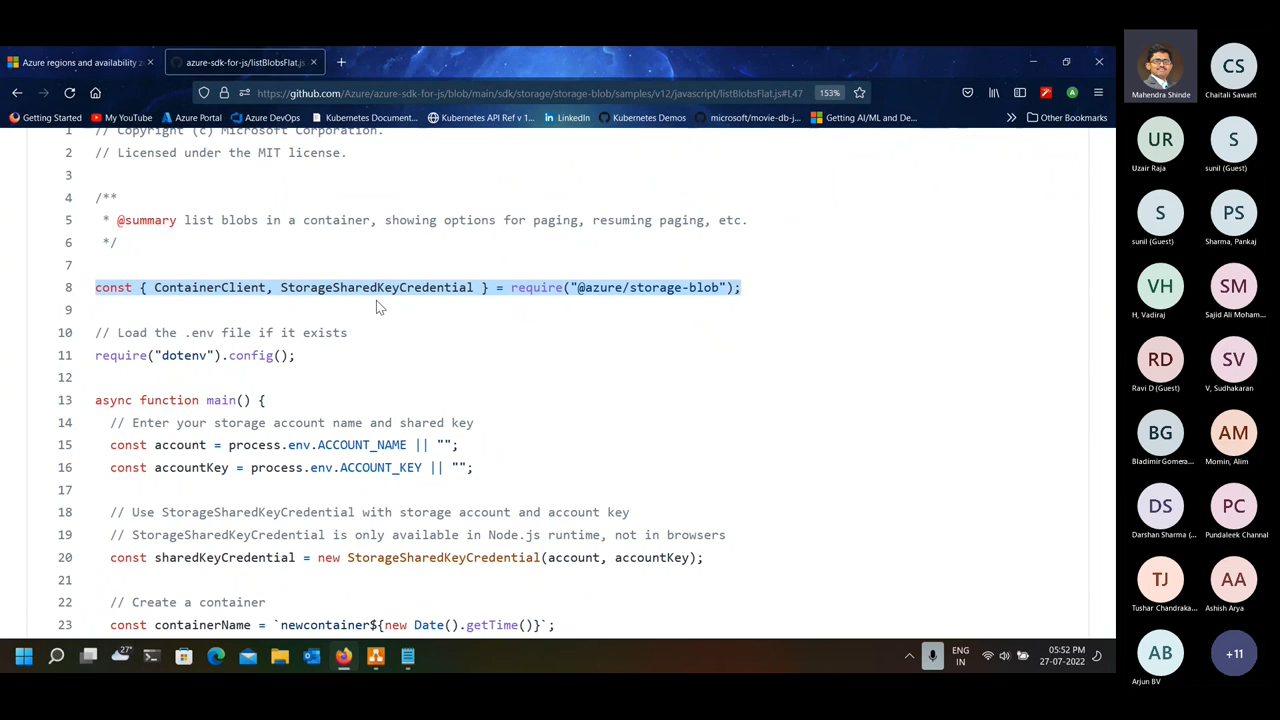 Azure regions and availability z
azure-sdk-for-js/listBlobsFlat.js
https://github.com/Azure/azure-sdk-for-js/blob/main/sdk/storage/storage-blob/samples/v12/javascript/listBlobsFlat.js#L47
153%
Getting Started
YouTube
Azure Portal
Azure DevOps
Kubernetes Document...
Kubernetes API Ref v 1...
LinkedIn
Kubernetes Demos
microsoft/movie-db-j...
Getting AI/ML and De...
Other Bookmarks
1 // Copyright (c) Microsoft Corporation.
2 // Licensed under the MIT license.
3
4 /**
5 * @summary list blobs in a container, showing options for paging, resuming paging, etc.
6 */
7
8 const { ContainerClient, StorageSharedKeyCredential } = require("@azure/storage-blob");
9
10 // Load the .env file if it exists
11 require("dotenv").config();
12
13 async function main() {
14 // Enter your storage account name and shared key
15 const account = process.env.ACCOUNT_NAME || "";
16 const accountKey = process.env.ACCOUNT_KEY || "";
17
18 // Use StorageSharedKeyCredential with storage account and account key
19 // StorageSharedKeyCredential is only available in Node.js runtime, not in browsers
20 const sharedKeyCredential = new StorageSharedKeyCredential(account, accountKey);
21
22 // Create a container
23 const containerName = `newcontainer${new Date().getTime()}`;
27°
ENG
IN
05:52 PM
27-07-2022
Mahendra Shinde
CS
Chaitali Sawant
UR
Uzair Raja
S
sunil (Guest)
S
sunil (Guest)
PS
Sharma, Pankaj
VH
H, Vadiraj
SM
Sajid Ali Moham...
RD
Ravi D (Guest)
SV
V, Sudhakaran
BG
Bladimir Gomera...
AM
Momin, Alim
DS
Darshan Sharma (...
PC
Pundaleek Channal
TJ
Tushar Chandraka...
AA
Ashish Arya
AB
Arjun BV
+11